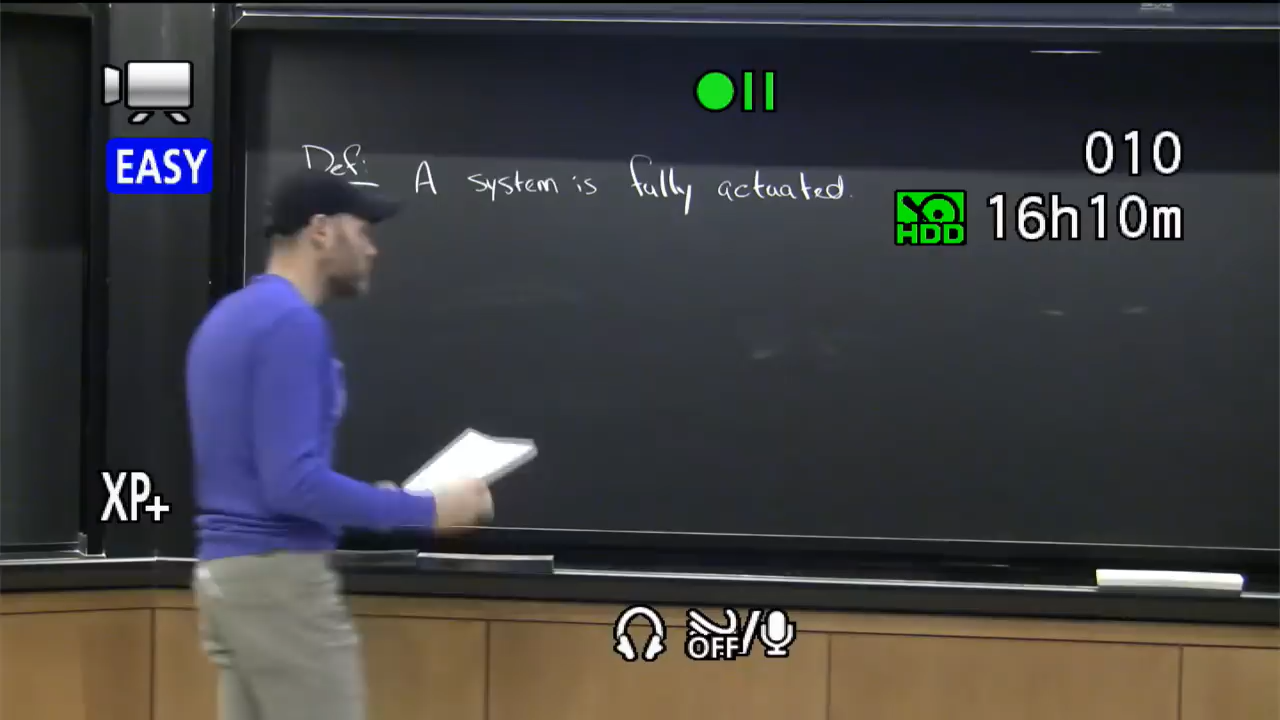 010
EASY
Def: A system is fully actuated.
HDD 16h10m
XP+
OFF/